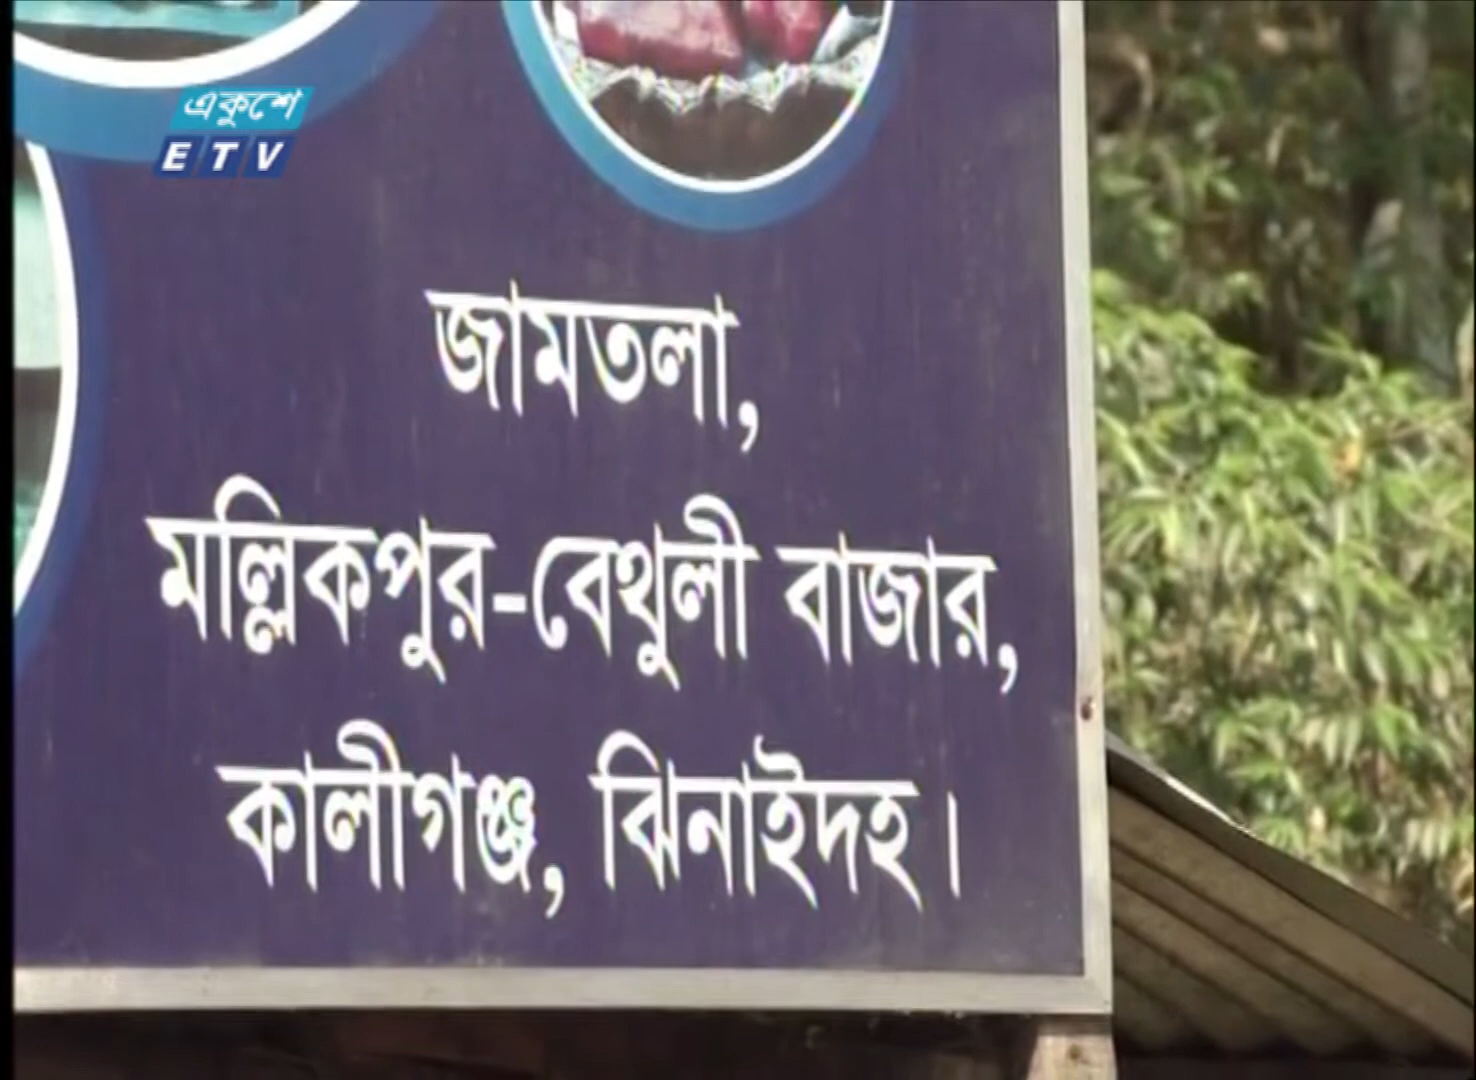 একুশে
ETV
জামতলা,
মল্লিকপুর-বেথুলী বাজার,
কালীগঞ্জ, ঝিনাইদহ।